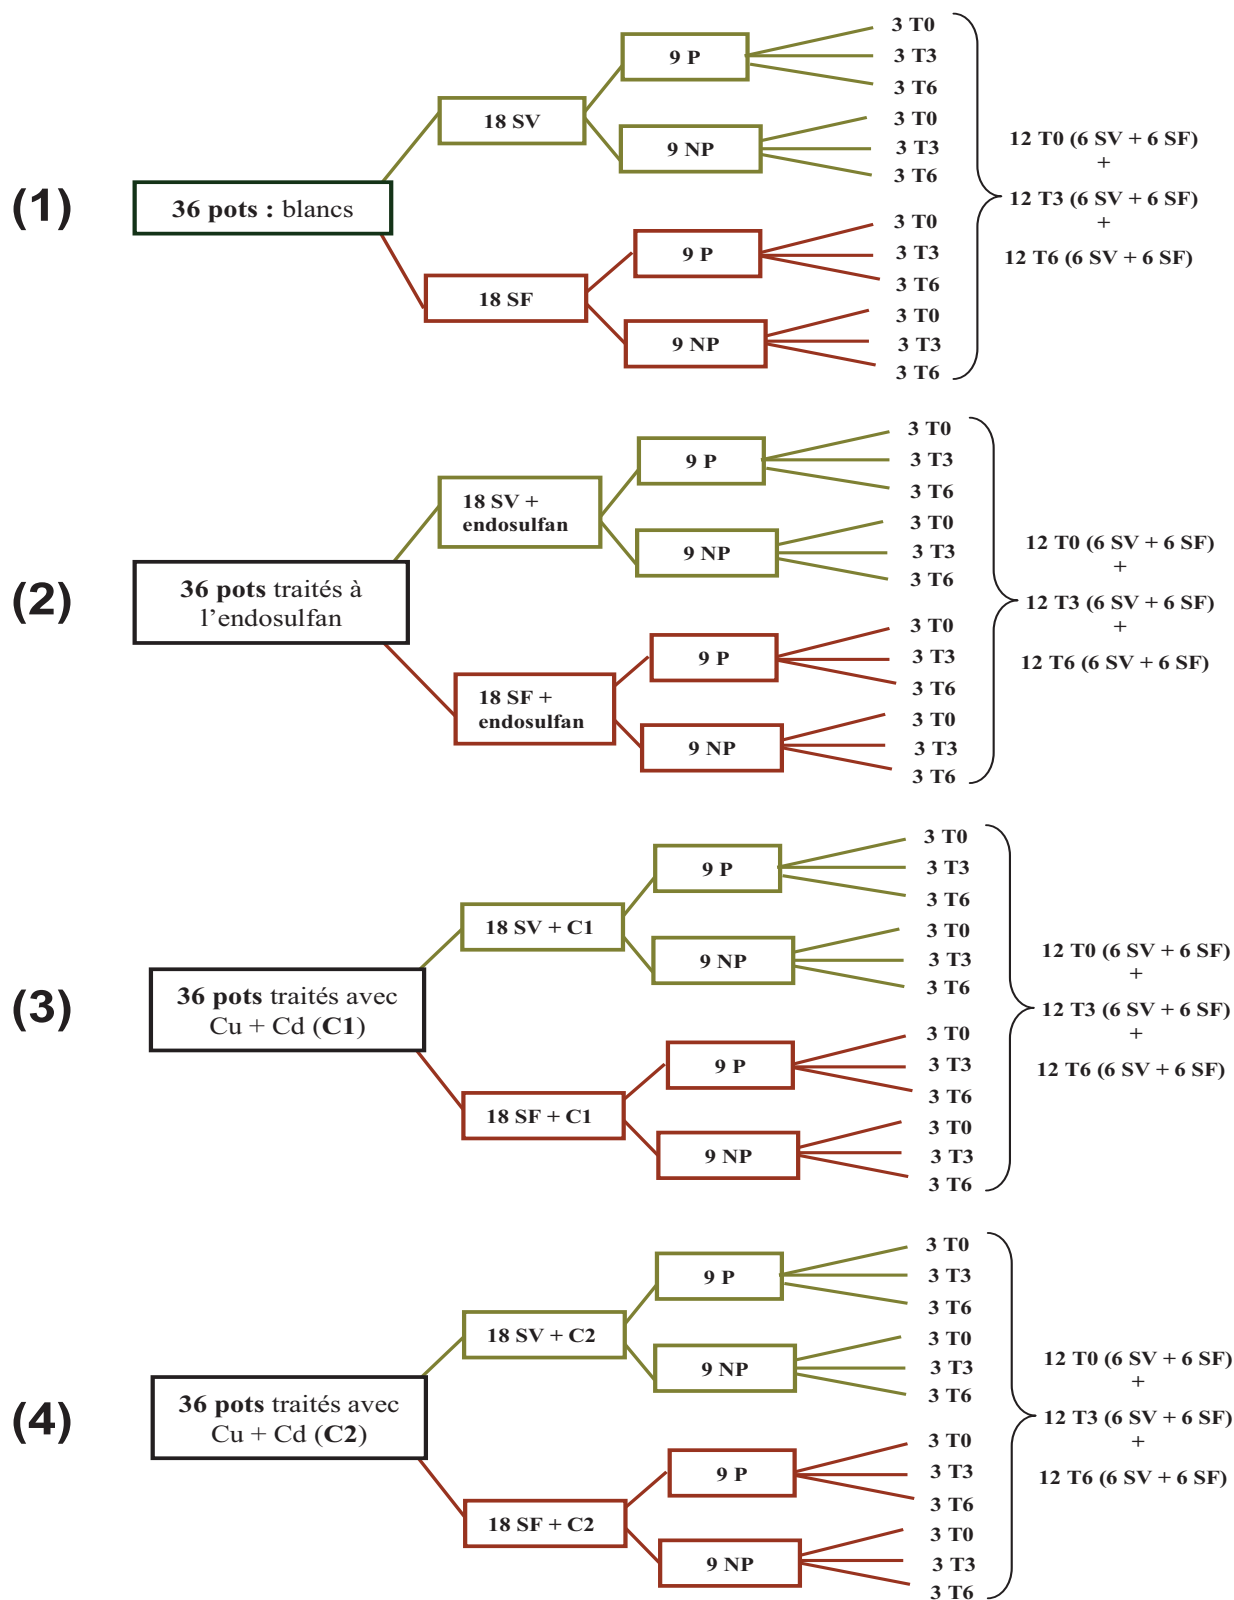 (1)
36 pots : blancs
18 SV
9 P
3 T0
3 T3
3 T6
9 NP
3 T0
3 T3
3 T6
18 SF
9 P
3 T0
3 T3
3 T6
9 NP
3 T0
3 T3
3 T6
12 T0 (6 SV + 6 SF)
+
12 T3 (6 SV + 6 SF)
+
12 T6 (6 SV + 6 SF)
(2)
36 pots traités à
l’endosulfan
18 SV +
endosulfan
9 P
3 T0
3 T3
3 T6
9 NP
3 T0
3 T3
3 T6
18 SF +
endosulfan
9 P
3 T0
3 T3
3 T6
9 NP
3 T0
3 T3
3 T6
12 T0 (6 SV + 6 SF)
+
12 T3 (6 SV + 6 SF)
+
12 T6 (6 SV + 6 SF)
(3)
36 pots traités avec
Cu + Cd (C1)
18 SV + C1
9 P
3 T0
3 T3
3 T6
9 NP
3 T0
3 T3
3 T6
18 SF + C1
9 P
3 T0
3 T3
3 T6
9 NP
3 T0
3 T3
3 T6
12 T0 (6 SV + 6 SF)
+
12 T3 (6 SV + 6 SF)
+
12 T6 (6 SV + 6 SF)
(4)
36 pots traités avec
Cu + Cd (C2)
18 SV + C2
9 P
3 T0
3 T3
3 T6
9 NP
3 T0
3 T3
3 T6
18 SF + C2
9 P
3 T0
3 T3
3 T6
9 NP
3 T0
3 T3
3 T6
12 T0 (6 SV + 6 SF)
+
12 T3 (6 SV + 6 SF)
+
12 T6 (6 SV + 6 SF)